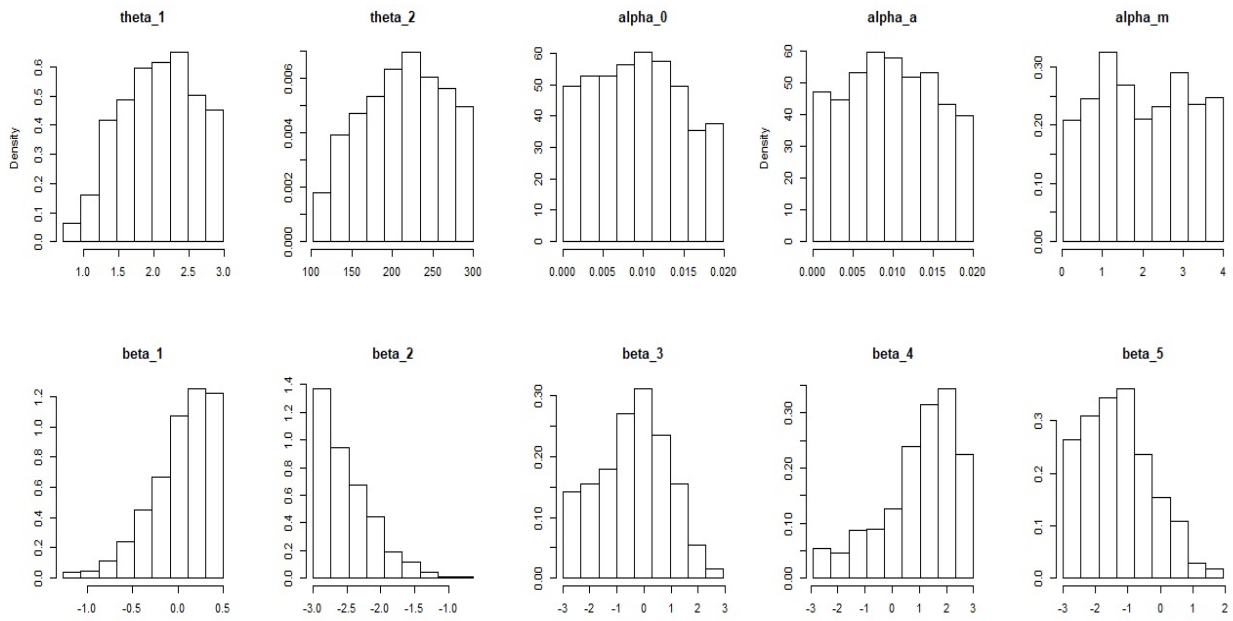 theta_1
theta_2
alpha_0
alpha_a
alpha_m
Density
0.0 0.1 0.2 0.3 0.4 0.5 0.6
1.0 1.5 2.0 2.5 3.0
0.000 0.002 0.004 0.006
100 150 200 250 300
0 10 20 30 40 50 60
0.000 0.005 0.010 0.015 0.020
Density
0 10 20 30 40 50 60
0.000 0.005 0.010 0.015 0.020
0.00 0.10 0.20 0.30
0 1 2 3 4
beta_1
beta_2
beta_3
beta_4
beta_5
0.0 0.2 0.4 0.6 0.8 1.0 1.2
-1.0 -0.5 0.0 0.5
0.0 0.2 0.4 0.6 0.8 1.0 1.2 1.4
-3.0 -2.5 -2.0 -1.5 -1.0
0.00 0.10 0.20 0.30
-3 -2 -1 0 1 2 3
0.00 0.10 0.20 0.30
-3 -2 -1 0 1 2 3
0.0 0.1 0.2 0.3
-3 -2 -1 0 1 2